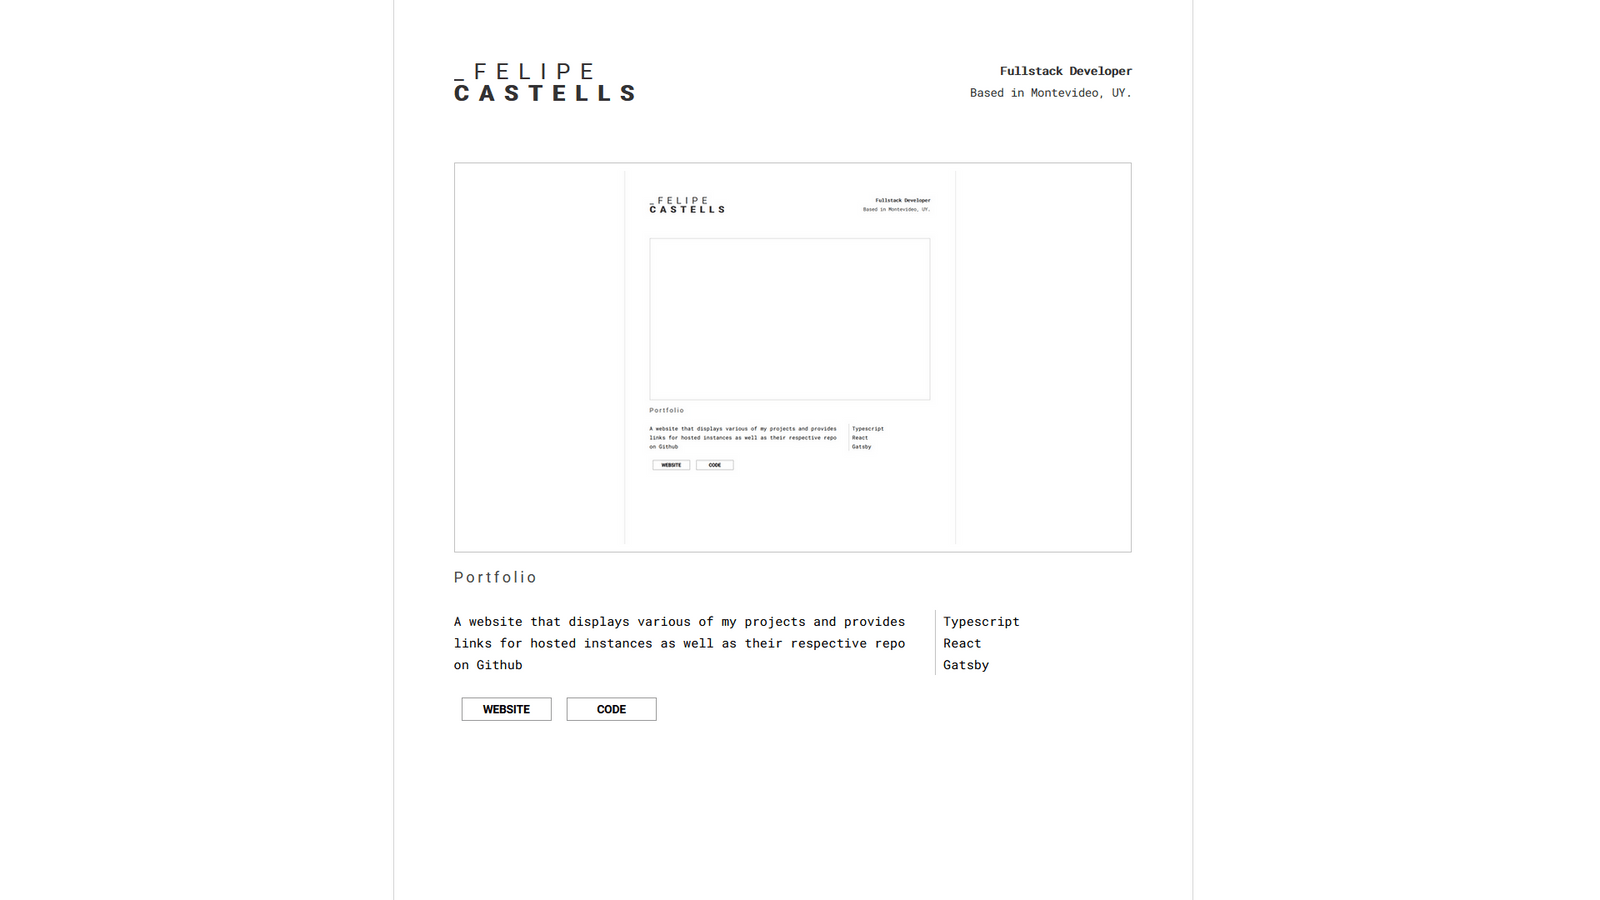 _FELIPE
CASTELLS
Fullstack Developer
Based in Montevideo, UY.
_FELIPE
CASTELLS
Fullstack Developer
Based in Montevideo, UY.
Portfolio
A website that displays various of my projects and provides
links for hosted instances as well as their respective repo
on Github
Typescript
React
Gatsby
WEBSITE
CODE
Portfolio
A website that displays various of my projects and provides
links for hosted instances as well as their respective repo
on Github
Typescript
React
Gatsby
WEBSITE
CODE